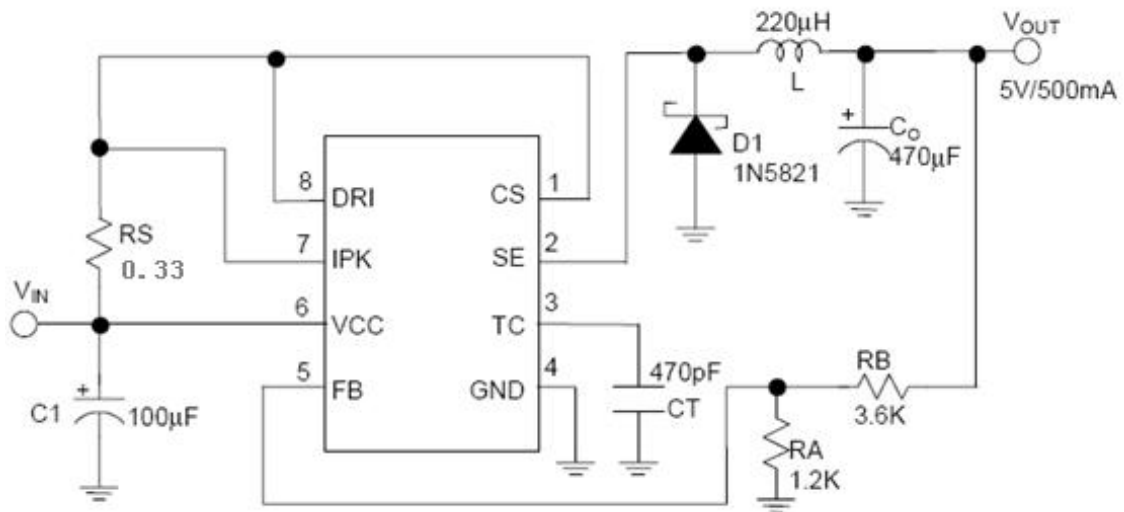 220μH
VOUT
L
5V/500mA
+
CO
470μF
D1
1N5821
8
DRI
CS
1
RS
0.33
7
IPK
SE
2
VIN
6
VCC
TC
3
5
FB
GND
4
470pF
CT
RB
3.6K
+
C1
100μF
RA
1.2K